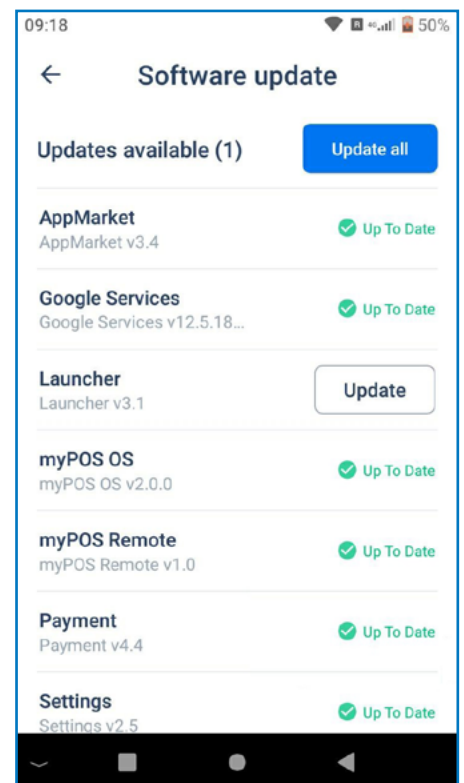 09:18 R 4G 50%
Software update
Updates available (1) Update all
AppMarket
AppMarket v3.4 Up To Date
Google Services
Google Services v12.5.18... Up To Date
Launcher
Launcher v3.1 Update
myPOS OS
myPOS OS v2.0.0 Up To Date
myPOS Remote
myPOS Remote v1.0 Up To Date
Payment
Payment v4.4 Up To Date
Settings
Settings v2.5 Up To Date